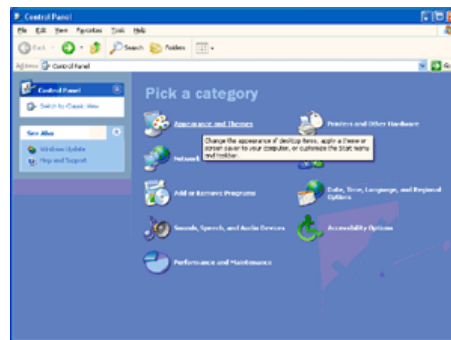 Control Panel
File Edit View Favorites Tools Help
Back Search Folders
Address Control Panel Go
Control Panel
Switch to Classic View
See Also
Windows Update
Help and Support
Pick a category
Appearance and Themes
Printers and Other Hardware
Change the appearance of desktop items, apply a theme or
screen saver to your computer, or customize the Start menu
and taskbar.
Network
Add or Remove Programs
Date, Time, Language, and Regional
Options
Sounds, Speech, and Audio Devices
Accessibility Options
Performance and Maintenance